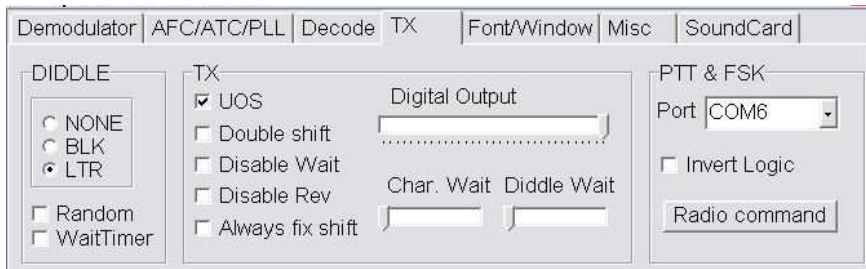 Demodulator AFC/ATC/PLL Decode TX Font/Window Misc SoundCard
DIDDLE
NONE
BLK
LTR
Random
WaitTimer
TX
UOS
Double shift
Disable Wait
Disable Rev
Always fix shift
Digital Output
Char. Wait Diddle Wait
PTT & FSK
Port COM6
Invert Logic
Radio command